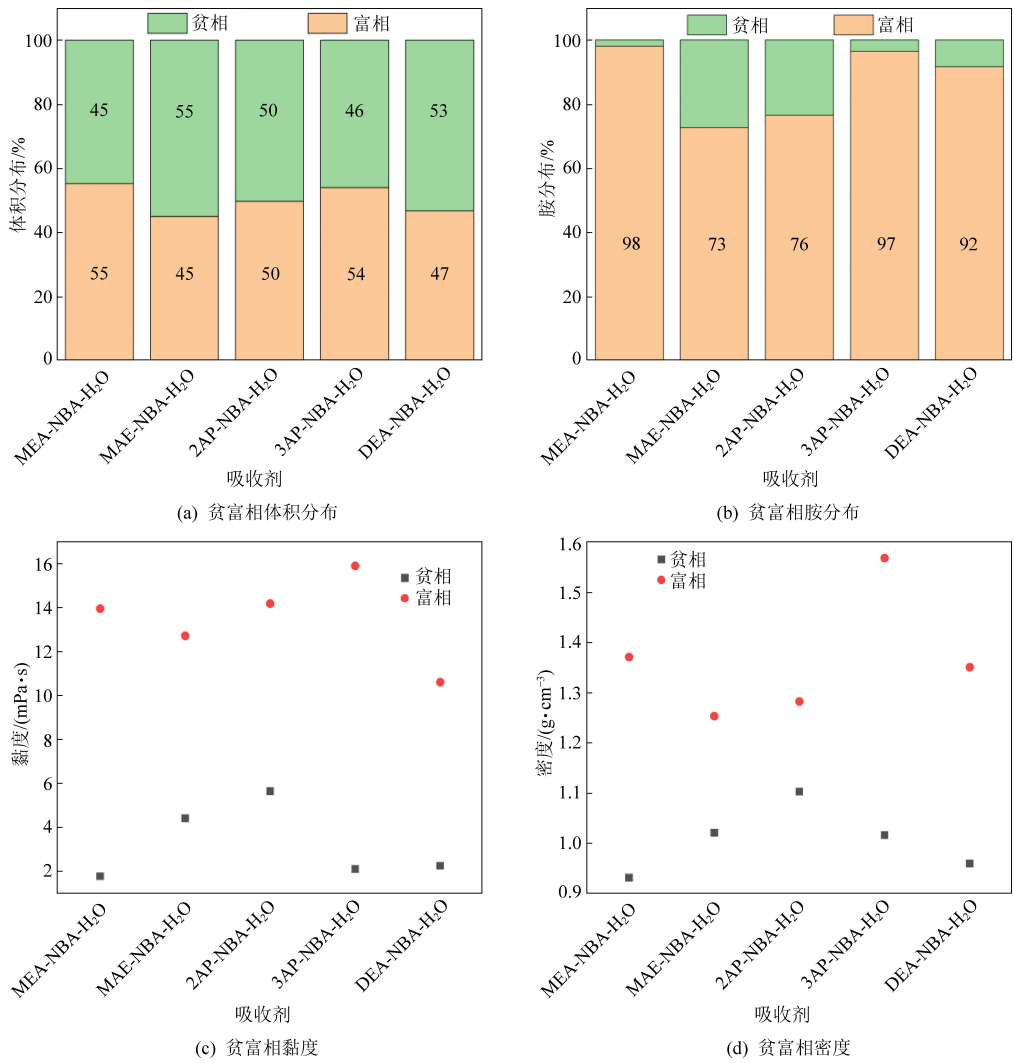 贫相 富相
100
80
60
40
20
0
体积分布/%
45 55 50 46 53
55 45 50 54 47
MEA-NBA-H₂O MAE-NBA-H₂O 2AP-NBA-H₂O 3AP-NBA-H₂O DEA-NBA-H₂O
吸收剂
(a) 贫富相体积分布
贫相 富相
100
80
60
40
20
0
胺分布/%
98 73 76 97 92
MEA-NBA-H₂O MAE-NBA-H₂O 2AP-NBA-H₂O 3AP-NBA-H₂O DEA-NBA-H₂O
吸收剂
(b) 贫富相胺分布
16
14
12
10
8
6
4
2
黏度/(mPa•s)
贫相
富相
MEA-NBA-H₂O MAE-NBA-H₂O 2AP-NBA-H₂O 3AP-NBA-H₂O DEA-NBA-H₂O
吸收剂
(c) 贫富相黏度
1.6
1.5
1.4
1.3
1.2
1.1
1.0
0.9
密度/(g•cm⁻³)
贫相
富相
MEA-NBA-H₂O MAE-NBA-H₂O 2AP-NBA-H₂O 3AP-NBA-H₂O DEA-NBA-H₂O
吸收剂
(d) 贫富相密度